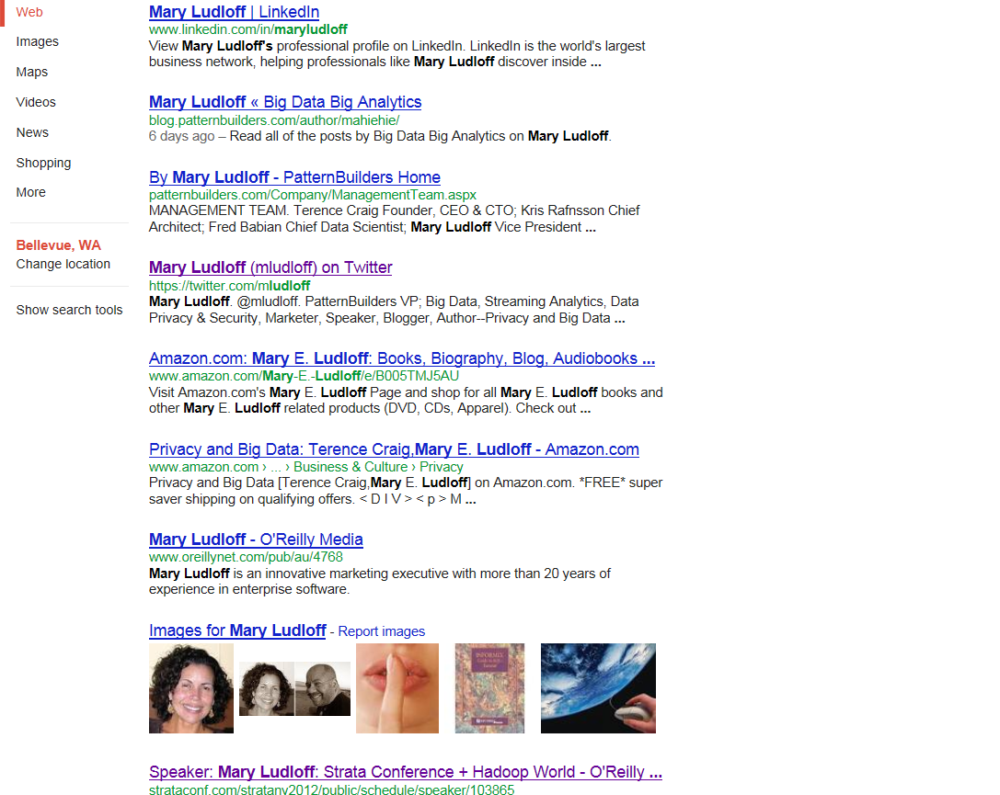 Web
Images
Maps
Videos
News
Shopping
More
Bellevue, WA
Change location
Show search tools
Mary Ludloff | LinkedIn
www.linkedin.com/in/maryludloff
View Mary Ludloff's professional profile on LinkedIn. LinkedIn is the world's largest
business network, helping professionals like Mary Ludloff discover inside ...
Mary Ludloff « Big Data Big Analytics
blog.patternbuilders.com/author/mahiehie/
6 days ago – Read all of the posts by Big Data Big Analytics on Mary Ludloff.
By Mary Ludloff - PatternBuilders Home
patternbuilders.com/Company/ManagementTeam.aspx
MANAGEMENT TEAM. Terence Craig Founder, CEO & CTO; Kris Rafnsson Chief
Architect; Fred Babian Chief Data Scientist; Mary Ludloff Vice President ...
Mary Ludloff (mludloff) on Twitter
https://twitter.com/mludloff
Mary Ludloff. @mludloff. PatternBuilders VP; Big Data, Streaming Analytics, Data
Privacy & Security, Marketer, Speaker, Blogger, Author--Privacy and Big Data ...
Amazon.com: Mary E. Ludloff: Books, Biography, Blog, Audiobooks ...
www.amazon.com/Mary-E.-Ludloff/e/B005TMJ5AU
Visit Amazon.com's Mary E. Ludloff Page and shop for all Mary E. Ludloff books and
other Mary E. Ludloff related products (DVD, CDs, Apparel). Check out ...
Privacy and Big Data: Terence Craig,Mary E. Ludloff - Amazon.com
www.amazon.com › ... › Business & Culture › Privacy
Privacy and Big Data [Terence Craig,Mary E. Ludloff] on Amazon.com. *FREE* super
saver shipping on qualifying offers. < D I V > < p > M ...
Mary Ludloff - O'Reilly Media
www.oreillynet.com/pub/au/4768
Mary Ludloff is an innovative marketing executive with more than 20 years of
experience in enterprise software.
Images for Mary Ludloff - Report images
INFORMIX
Speaker: Mary Ludloff: Strata Conference + Hadoop World - O'Reilly ...
strataconf.com/stratany2012/public/schedule/speaker/103865